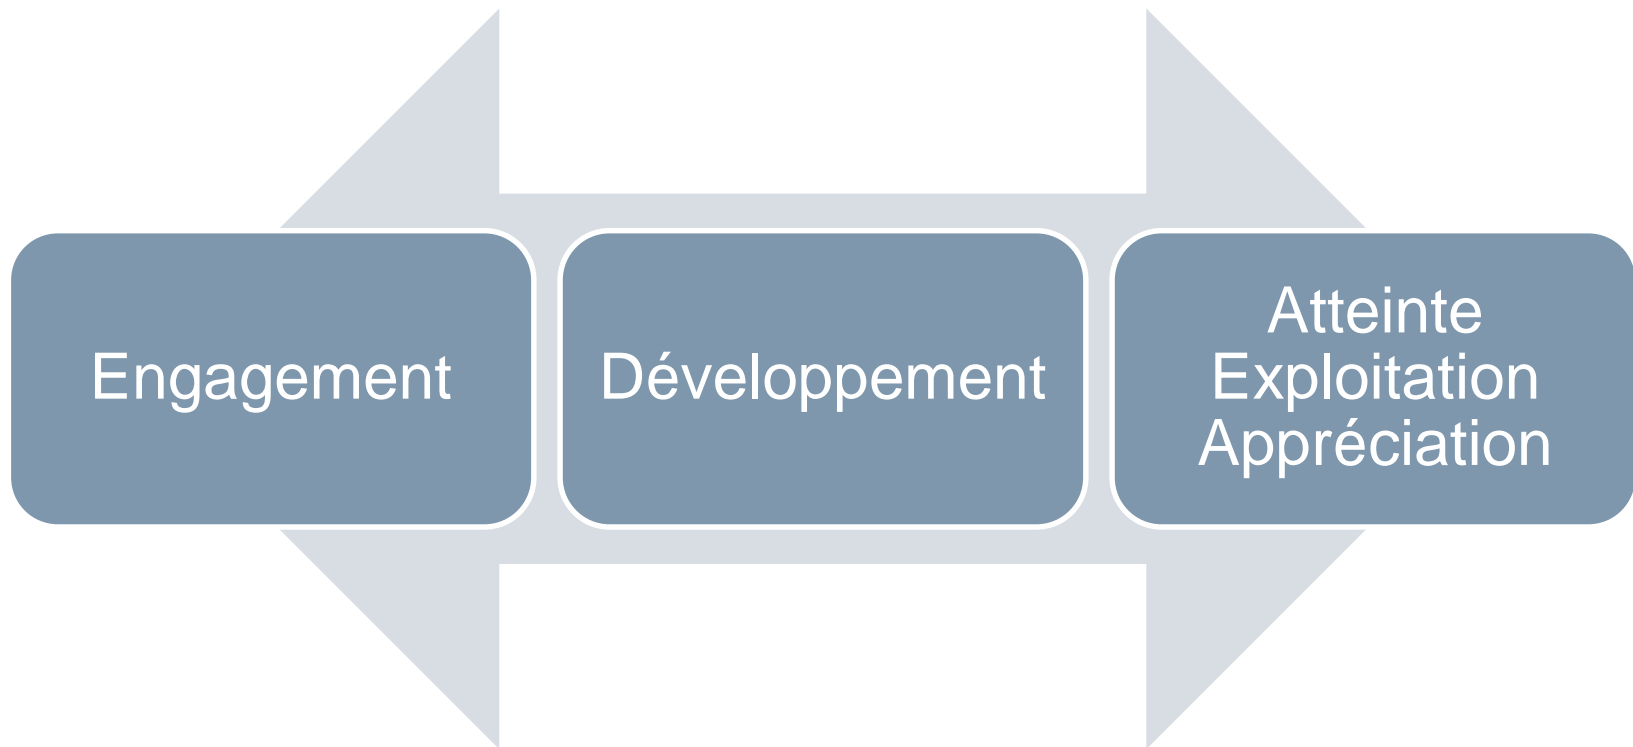 Engagement
Développement
Atteinte
Exploitation
Appréciation